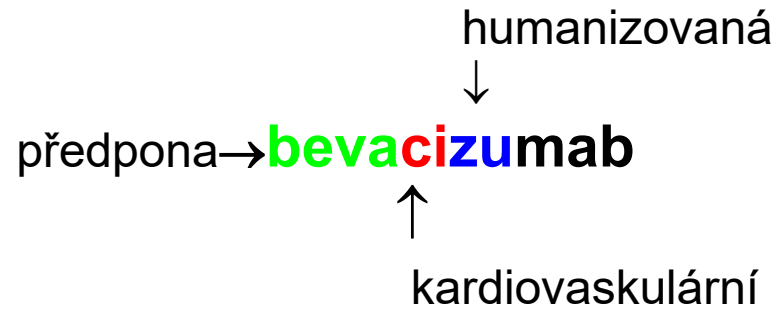 humanizovaná
↓
předpona→bevacizumab
↑
kardiovaskulární